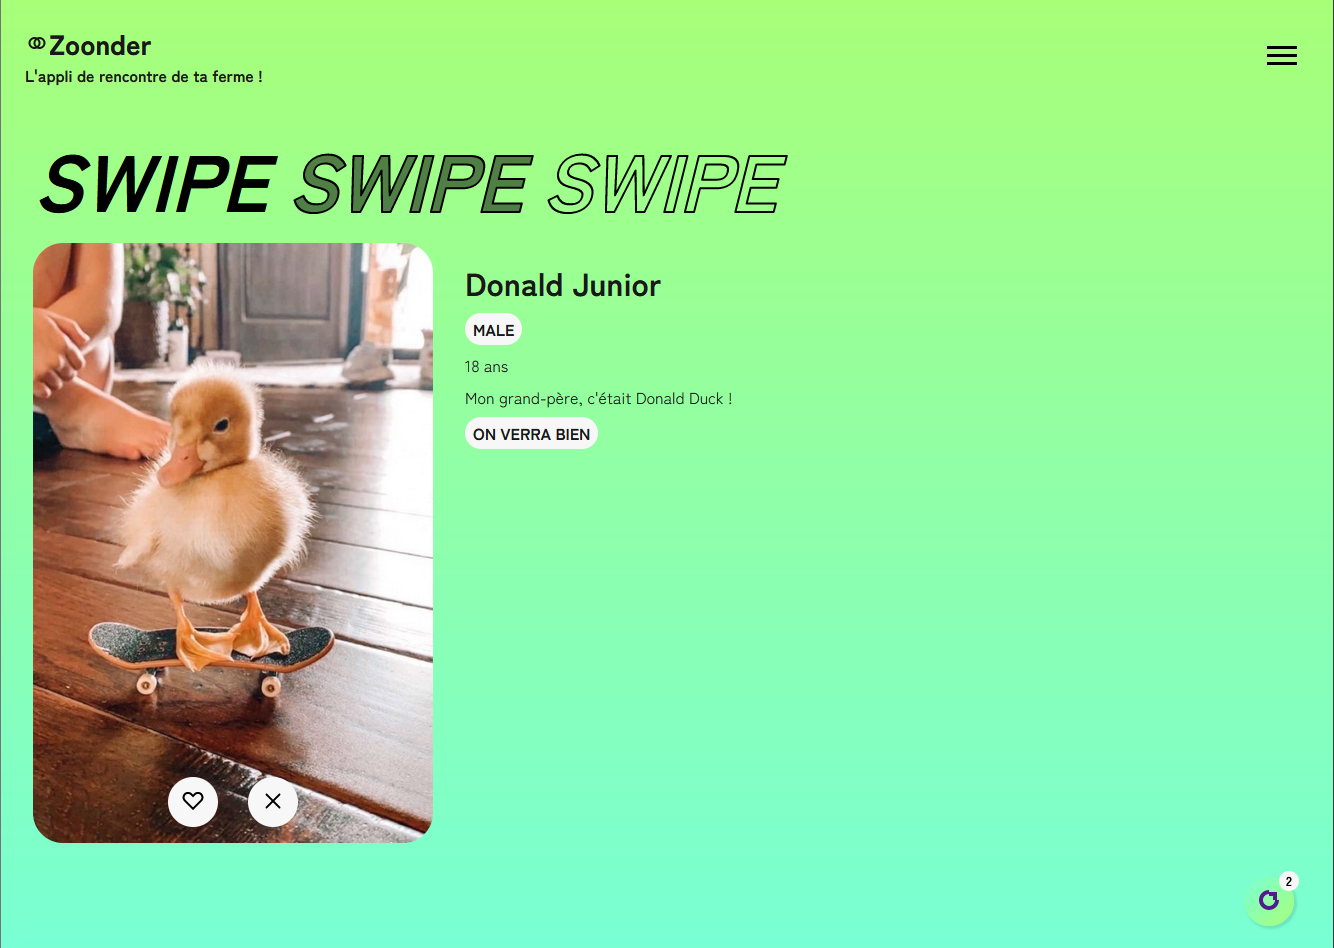 Zoonder
L'appli de rencontre de ta ferme !
SWIPE SWIPE SWIPE
Donald Junior
MALE
18 ans
Mon grand-père, c'était Donald Duck !
ON VERRA BIEN
2